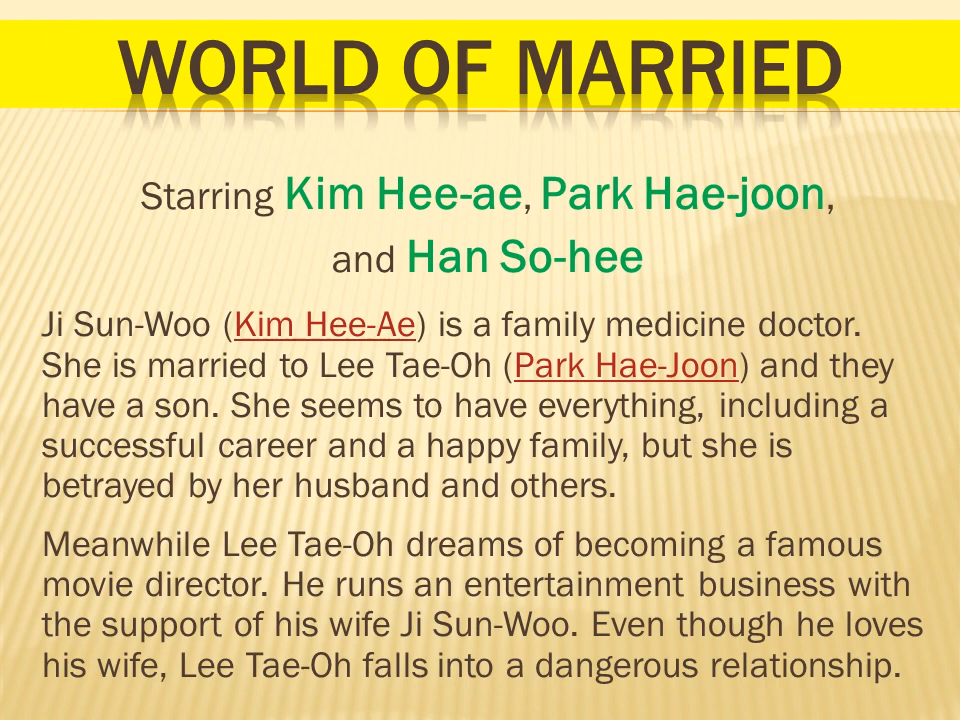 WORLD OF MARRIED
Starring Kim Hee-ae, Park Hae-joon,
and Han So-hee
Ji Sun-Woo (Kim Hee-Ae) is a family medicine doctor.
She is married to Lee Tae-Oh (Park Hae-Joon) and they
have a son. She seems to have everything, including a
successful career and a happy family, but she is
betrayed by her husband and others.
Meanwhile Lee Tae-Oh dreams of becoming a famous
movie director. He runs an entertainment business with
the support of his wife Ji Sun-Woo. Even though he loves
his wife, Lee Tae-Oh falls into a dangerous relationship.